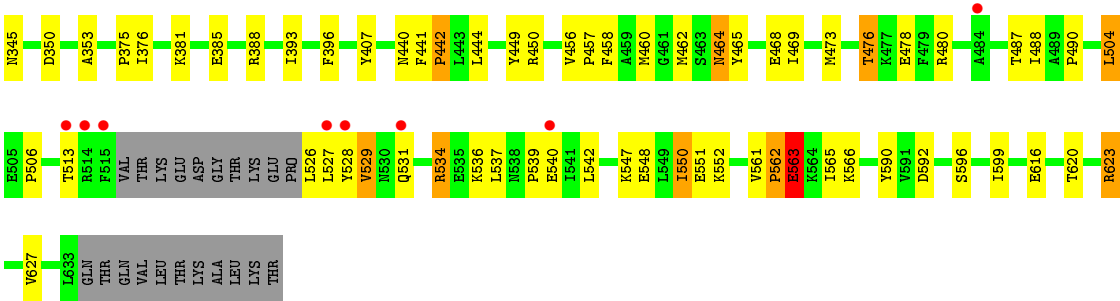 N345 D350 A353 P375 I376 K381 E385 R388 I393 F396 Y407 N440 F441 P442 L443 L444 Y449 R450 V456 P457 F458 A459 M460 G461 M462 S463 N464 Y465 E468 I469 M473 T476 K477 E478 F479 R480 A484 T487 I488 A489 P490 L504
E505 P506 T513 R514 F515 VAL THR LYS GLU ASP GLY THR LYS GLU PRO L526 L527 Y528 V529 N530 Q531 R534 E535 K536 L537 N538 P539 E540 I541 L542 K547 E548 L549 I550 E551 K552 V561 P562 E563 K564 I565 K566 Y590 V591 D592 S596 I599 E616 T620 R623
V627 L633 GLN THR GLN VAL LEU THR LYS ALA LEU LYS THR